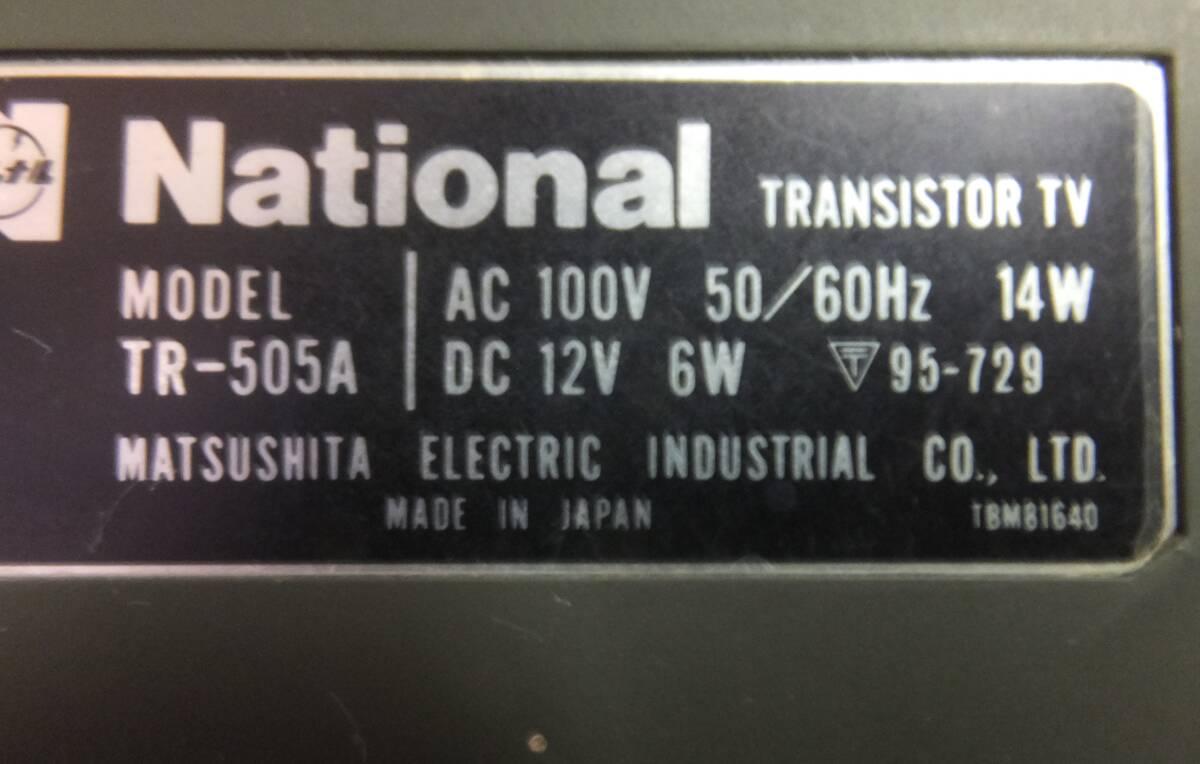 National TRANSISTOR TV
MODEL
TR-505A
AC 100V 50/60Hz 14W
DC 12V 6W 〒 95-729
MATSUSHITA ELECTRIC INDUSTRIAL CO., LTD.
MADE IN JAPAN TBM81640